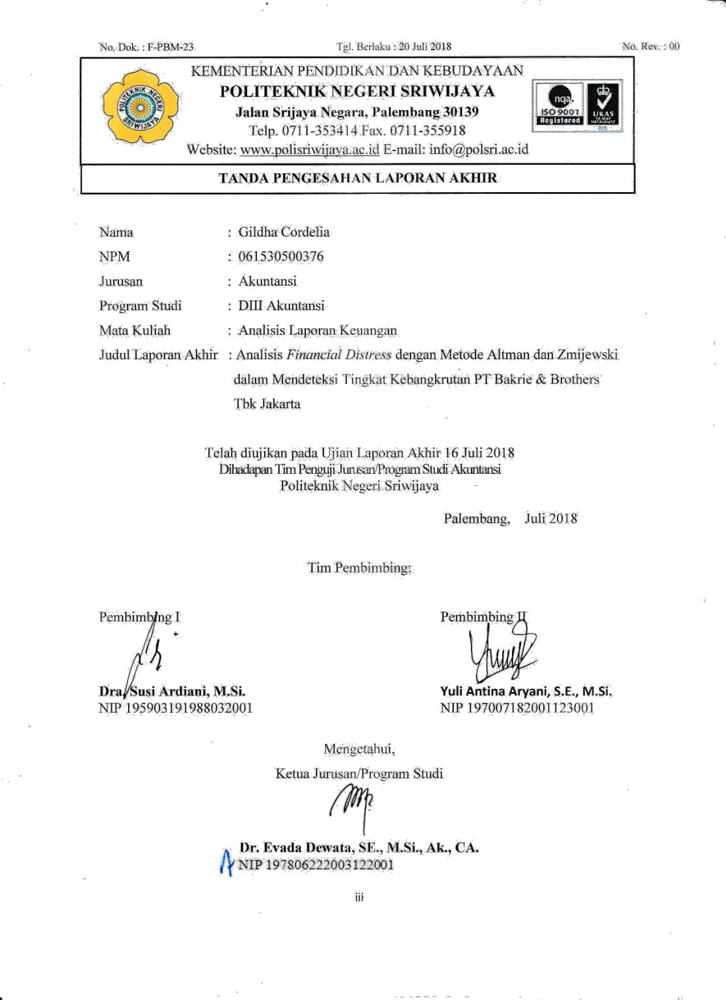 No. Dok. : F-PBM-23 Tgl. Berlaku : 20 Juli 2018 No. Rev. : 00
KEMENTERIAN PENDIDIKAN DAN KEBUDAYAAN
POLITEKNIK NEGERI SRIWIJAYA
Jalan Srijaya Negara, Palembang 30139
Telp. 0711-353414 Fax. 0711-355918
Website: www.polisriwijaya.ac.id E-mail: info@polsri.ac.id
POLITEKNIK NEGERI
SRIWIJAYA
nqa.
ISO 9001
Registered
UKAS
QUALITY
MANAGEMENT
TANDA PENGESAHAN LAPORAN AKHIR
Nama : Gildha Cordelia
NPM : 061530500376
Jurusan : Akuntansi
Program Studi : DIII Akuntansi
Mata Kuliah : Analisis Laporan Keuangan
Judul Laporan Akhir : Analisis Financial Distress dengan Metode Altman dan Zmijewski
dalam Mendeteksi Tingkat Kebangkrutan PT Bakrie & Brothers
Tbk Jakarta
Telah diujikan pada Ujian Laporan Akhir 16 Juli 2018
Dihadapan Tim Penguji Jurusan/Program Studi Akuntansi
Politeknik Negeri Sriwijaya
Palembang, Juli 2018
Tim Pembimbing:
Pembimbing I Pembimbing II
Dra. Susi Ardiani, M.Si. Yuli Antina Aryani, S.E., M.Si.
NIP 195903191988032001 NIP 197007182001123001
Mengetahui,
Ketua Jurusan/Program Studi
Dr. Evada Dewata, SE., M.Si., Ak., CA.
NIP 197806222003122001
iii